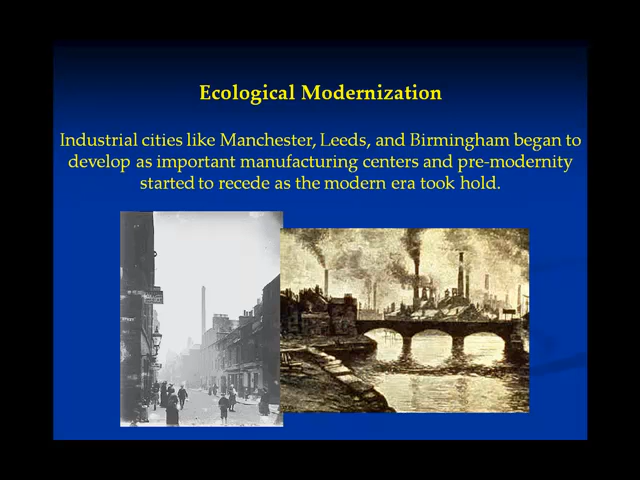 Ecological Modernization
Industrial cities like Manchester, Leeds, and Birmingham began to
develop as important manufacturing centers and pre-modernity
started to recede as the modern era took hold.